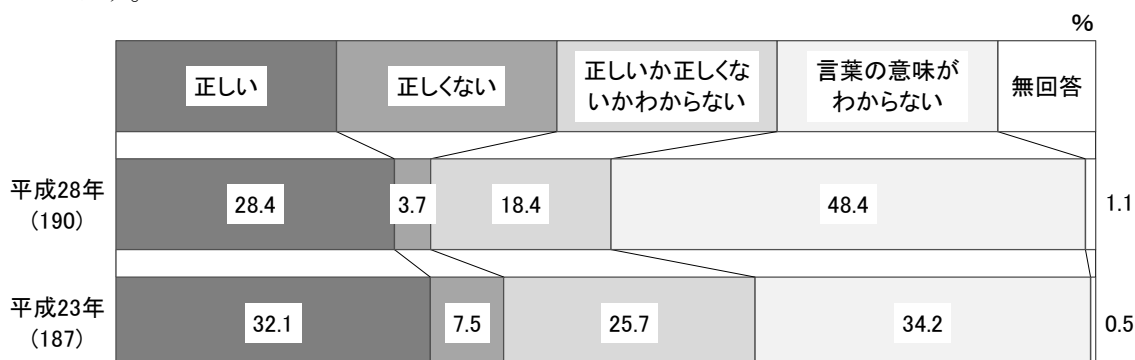 %
正しい
正しくない
正しいか正しくな
いかわからない
言葉の意味が
わからない
無回答
平成28年
（190）
28.4
3.7
18.4
48.4
1.1
平成23年
（187）
32.1
7.5
25.7
34.2
0.5